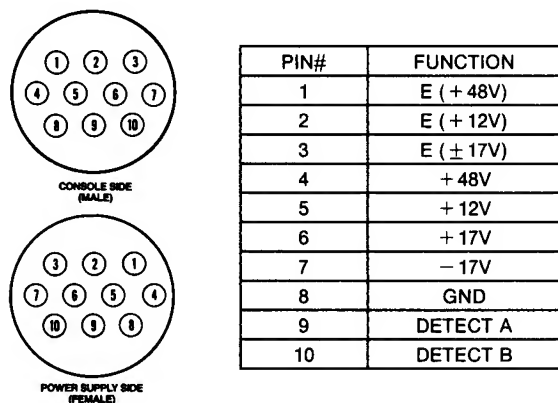 1 2 3
4 5 6 7
8 9 10
CONSOLE SIDE
(MALE)
3 2 1
7 6 5 4
10 9 8
POWER SUPPLY SIDE
(FEMALE)
PIN# FUNCTION
1 E (+48V)
2 E (+12V)
3 E (±17V)
4 +48V
5 +12V
6 +17V
7 −17V
8 GND
9 DETECT A
10 DETECT B